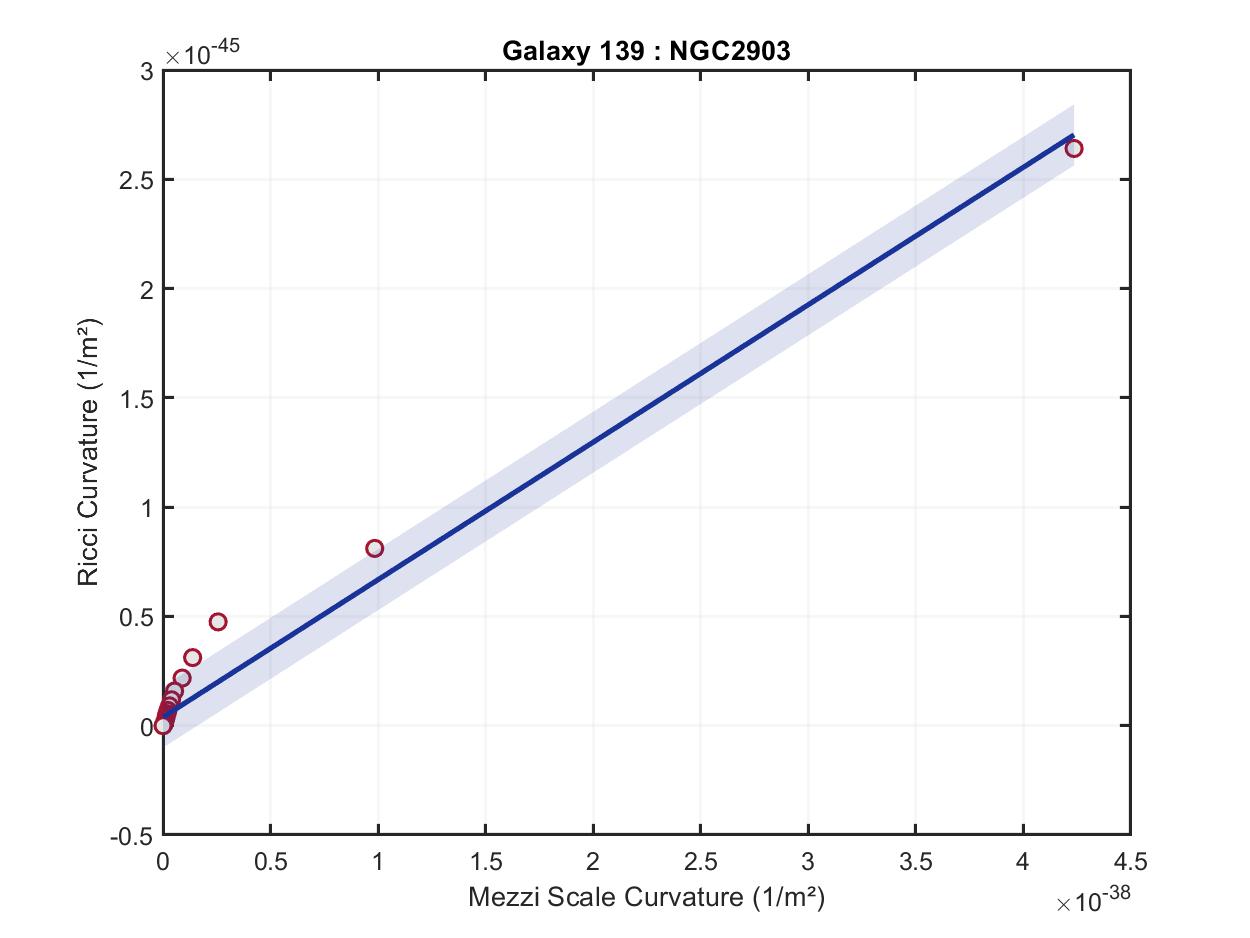 Galaxy 139 : NGC2903
×10⁻⁴⁵
3
2.5
2
1.5
1
0.5
0
-0.5
Ricci Curvature (1/m²)
0 0.5 1 1.5 2 2.5 3 3.5 4 4.5
Mezzi Scale Curvature (1/m²)
×10⁻³⁸